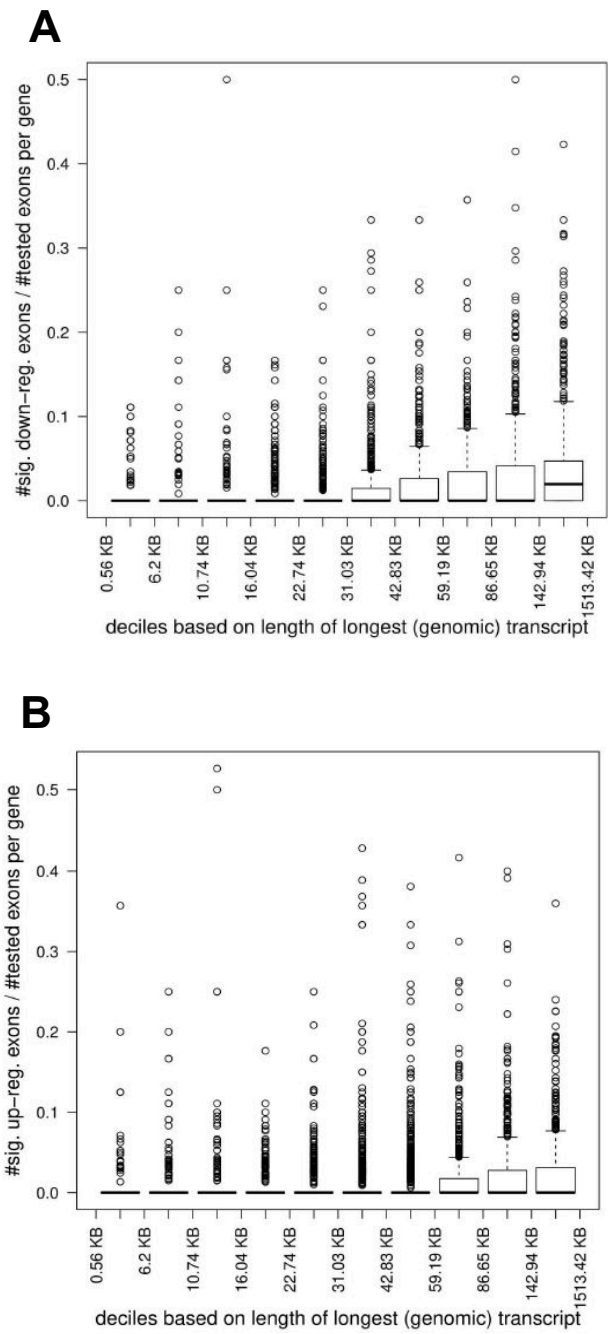 A
#sig. down−reg. exons / #tested exons per gene
0.5
0.4
0.3
0.2
0.1
0.0
0.56 KB
6.2 KB
10.74 KB
16.04 KB
22.74 KB
31.03 KB
42.83 KB
59.19 KB
86.65 KB
142.94 KB
1513.42 KB
deciles based on length of longest (genomic) transcript
B
#sig. up−reg. exons / #tested exons per gene
0.5
0.4
0.3
0.2
0.1
0.0
0.56 KB
6.2 KB
10.74 KB
16.04 KB
22.74 KB
31.03 KB
42.83 KB
59.19 KB
86.65 KB
142.94 KB
1513.42 KB
deciles based on length of longest (genomic) transcript